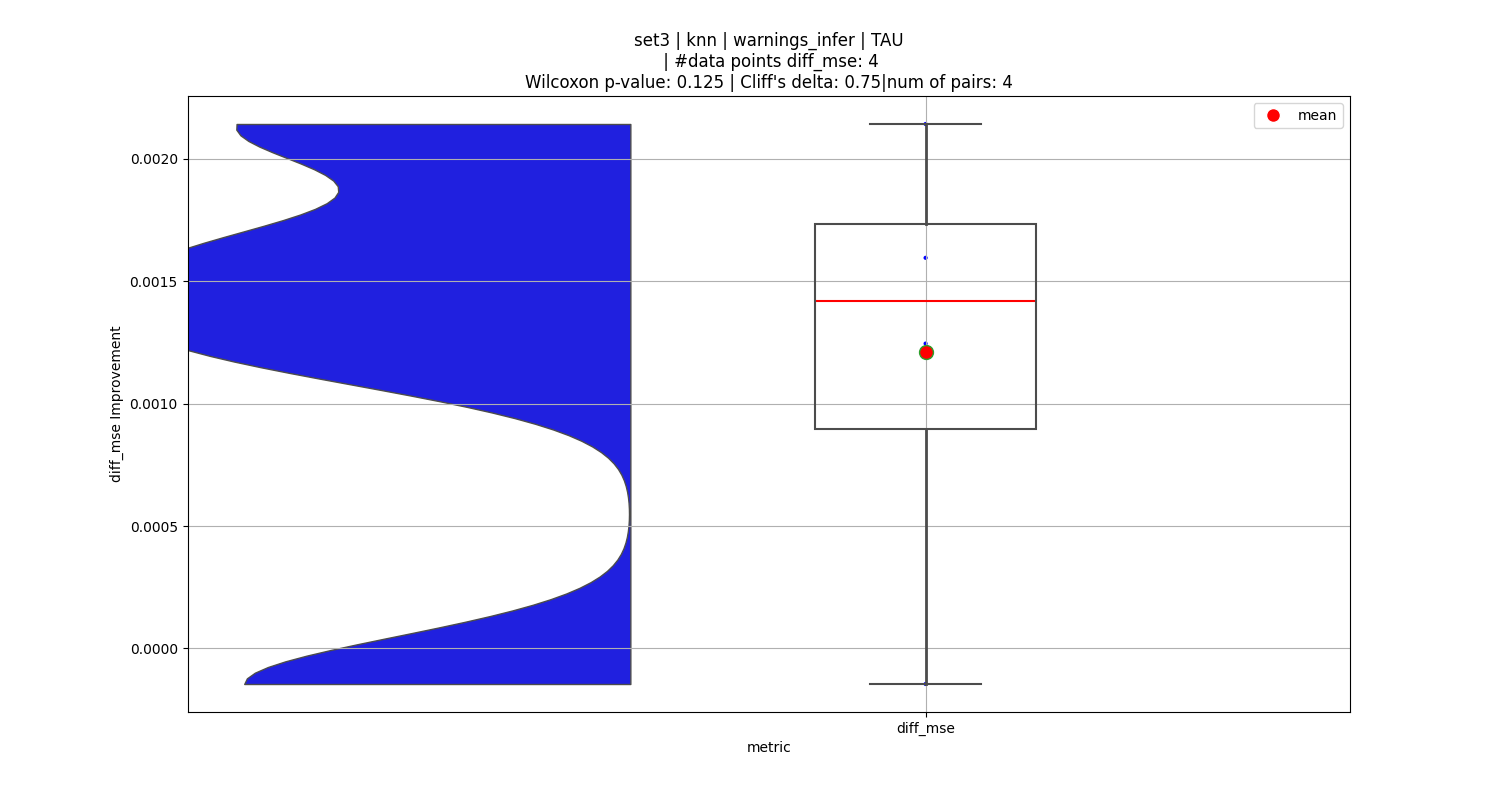 set3 | knn | warnings_infer | TAU
| #data points diff_mse: 4
Wilcoxon p-value: 0.125 | Cliff's delta: 0.75|num of pairs: 4
mean
0.0020
0.0015
0.0010
0.0005
0.0000
diff_mse Improvement
diff_mse
metric